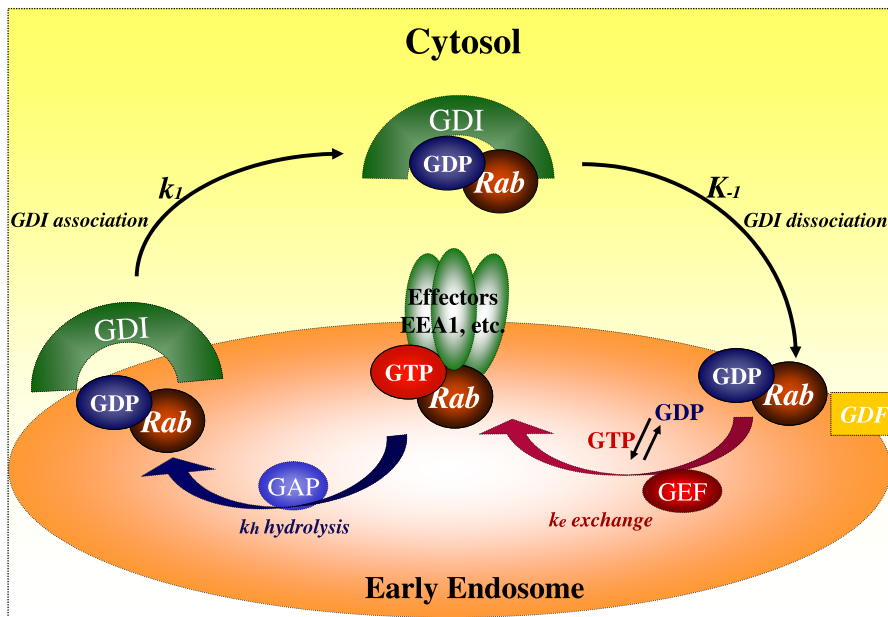 Cytosol
GDI
GDP
Rab
k1
GDI association
K-1
GDI dissociation
Effectors
EEA1, etc.
GDI
GTP
Rab
GDP
Rab
GDP
Rab
GDF
GTP
GDP
GAP
GEF
kh hydrolysis
ke exchange
Early Endosome